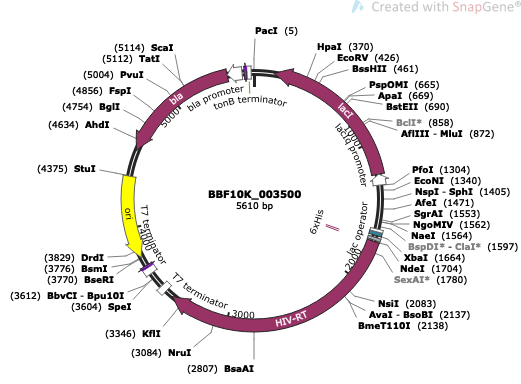 Created with SnapGene®
PacI (5)
HpaI (370)
EcoRV (426)
BssHII (461)
PspOMI (665)
ApaI (669)
BstEII (690)
BclI* (858)
AflIII - MluI (872)
PfoI (1304)
EcoNI (1340)
NspI - SphI (1405)
AfeI (1471)
SgrAI (1553)
NgoMIV (1562)
NaeI (1564)
BspDI* - ClaI* (1597)
XbaI (1664)
NdeI (1704)
SexAI* (1780)
NsiI (2083)
AvaI - BsoBI (2137)
BmeT110I (2138)
BsaAI
(2807)
(3084) NruI
(3346) KflI
(3604) SpeI
(3612) BbvCI - Bpu10I
(3770) BseRI
(3776) BsmI
(3829) DrdI
(4375) StuI
(4634) AhdI
(4754) BglI
(4856) FspI
(5004) PvuI
(5112) TatI
(5114) ScaI
bla promoter
tonB terminator
bla
lacI
lacIq promoter
lac operator
6xHis
HIV-RT
T7 terminator
T7 terminator
ori
1000
2000
3000
4000
5000
BBF10K_003500
5610 bp